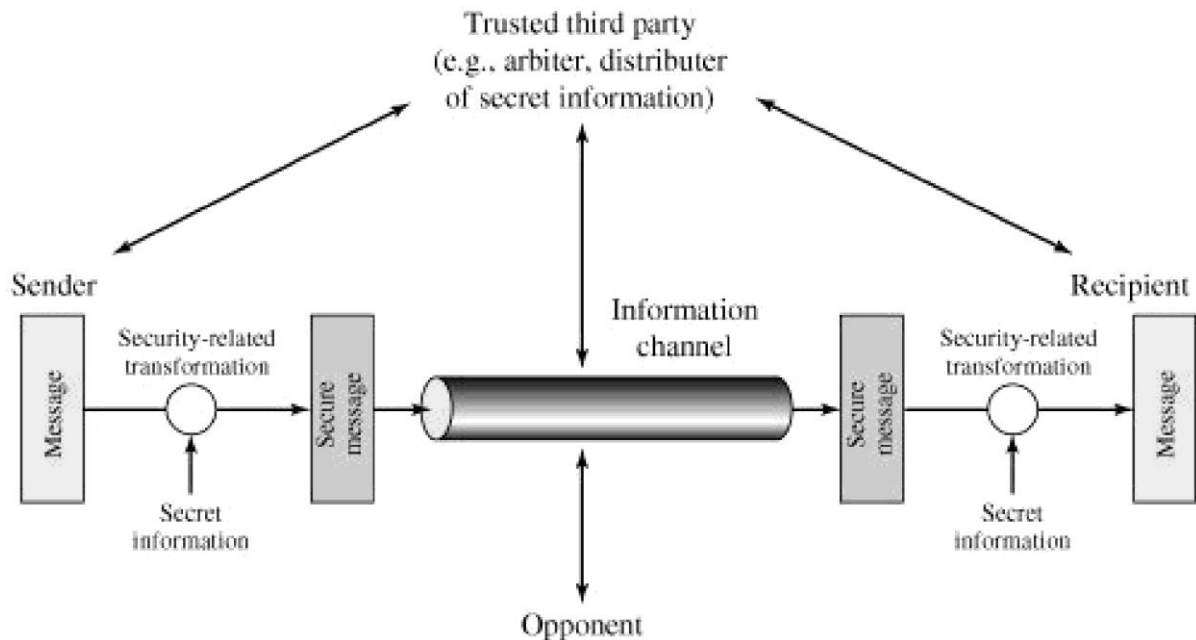 Trusted third party
(e.g., arbiter, distributer
of secret information)
Sender
Recipient
Information
channel
Security-related
transformation
Security-related
transformation
Message
Secure
message
Secure
message
Message
Secret
information
Secret
information
Opponent